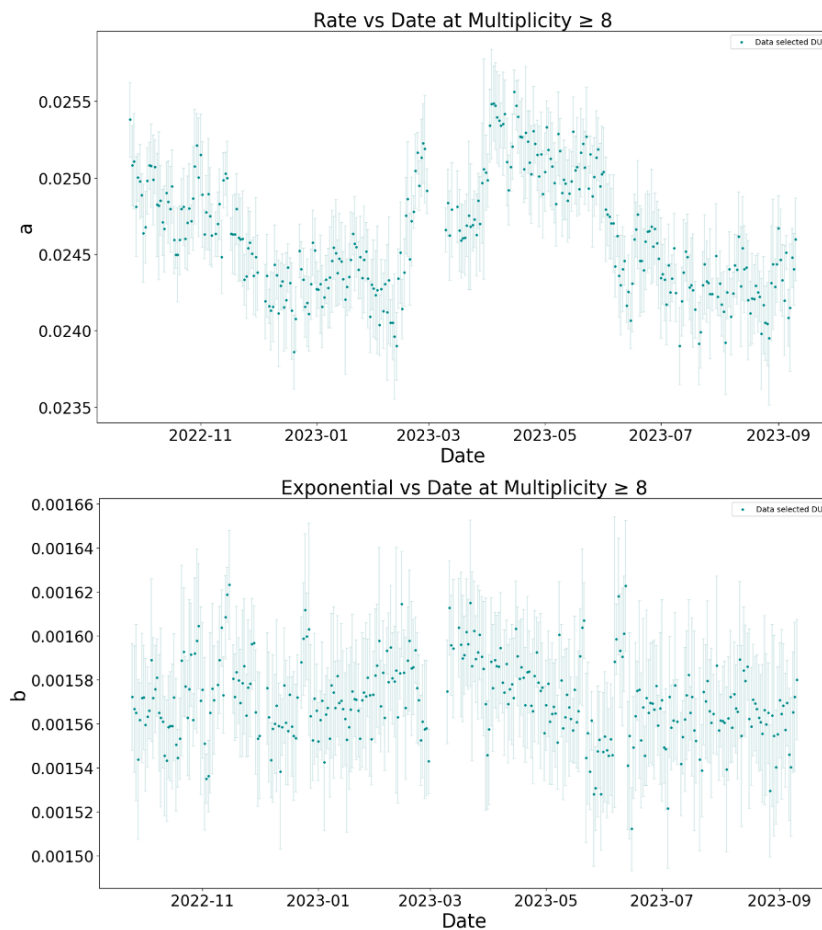 Rate vs Date at Multiplicity ≥ 8
Data selected DU
0.0255
0.0250
0.0245
0.0240
0.0235
a
2022-11 2023-01 2023-03 2023-05 2023-07 2023-09
Date
Exponential vs Date at Multiplicity ≥ 8
Data selected DU
0.00166
0.00164
0.00162
0.00160
0.00158
0.00156
0.00154
0.00152
0.00150
b
2022-11 2023-01 2023-03 2023-05 2023-07 2023-09
Date